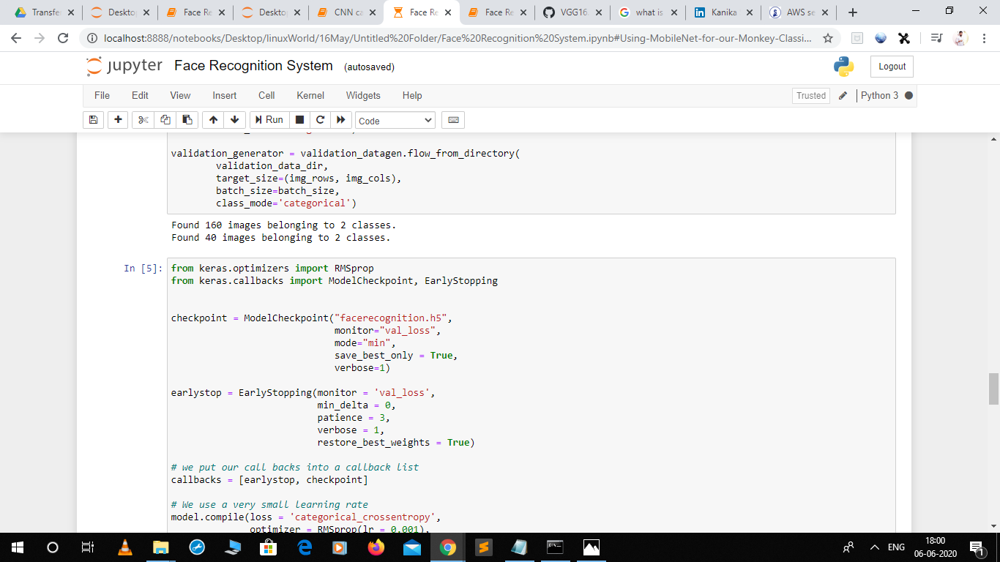 Transfe
Deskto
Face Re
Deskto
CNN ca
Face Re
Face Re
VGG16.
what is
Kanika
AWS se
localhost:8888/notebooks/Desktop/linuxWorld/16May/Untitled%20Folder/Face%20Recognition%20System.ipynb#Using-MobileNet-for-our-Monkey-Classi...
jupyter Face Recognition System (autosaved)
Logout
File Edit View Insert Cell Kernel Widgets Help
Trusted
Python 3
Run
Code
validation_generator = validation_datagen.flow_from_directory(
validation_data_dir,
target_size=(img_rows, img_cols),
batch_size=batch_size,
class_mode='categorical')
Found 160 images belonging to 2 classes.
Found 40 images belonging to 2 classes.
In [5]:
from keras.optimizers import RMSprop
from keras.callbacks import ModelCheckpoint, EarlyStopping
checkpoint = ModelCheckpoint("facerecognition.h5",
monitor="val_loss",
mode="min",
save_best_only = True,
verbose=1)
earlystop = EarlyStopping(monitor = 'val_loss',
min_delta = 0,
patience = 3,
verbose = 1,
restore_best_weights = True)
# we put our call backs into a callback list
callbacks = [earlystop, checkpoint]
# We use a very small learning rate
model.compile(loss = 'categorical_crossentropy',
optimizer = RMSprop(lr = 0.001),
ENG
18:00
06-06-2020
1